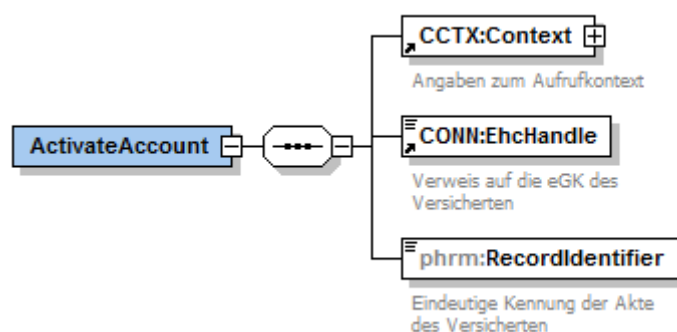 CCTX:Context
Angaben zum Aufrufkontext
ActivateAccount
CONN:EhcHandle
Verweis auf die eGK des
Versicherten
phrm:RecordIdentifier
Eindeutige Kennung der Akte
des Versicherten